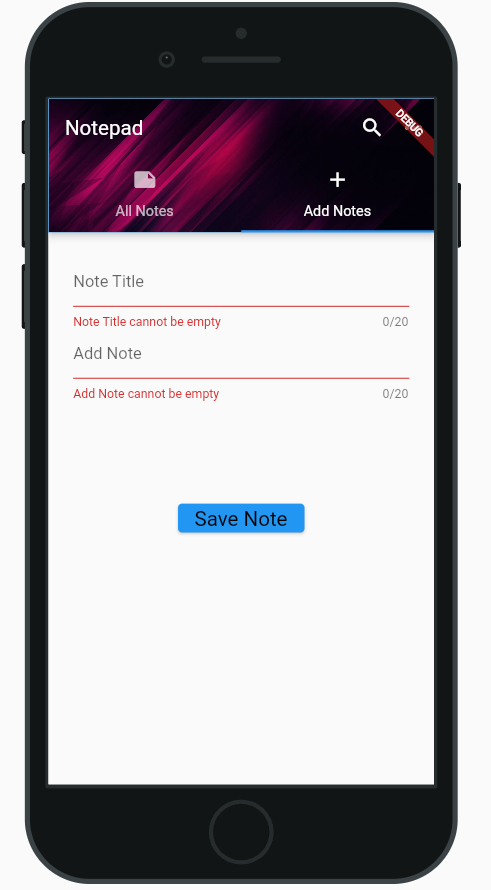 Notepad
DEBUG
All Notes
Add Notes
Note Title
Note Title cannot be empty 0/20
Add Note
Add Note cannot be empty 0/20
Save Note